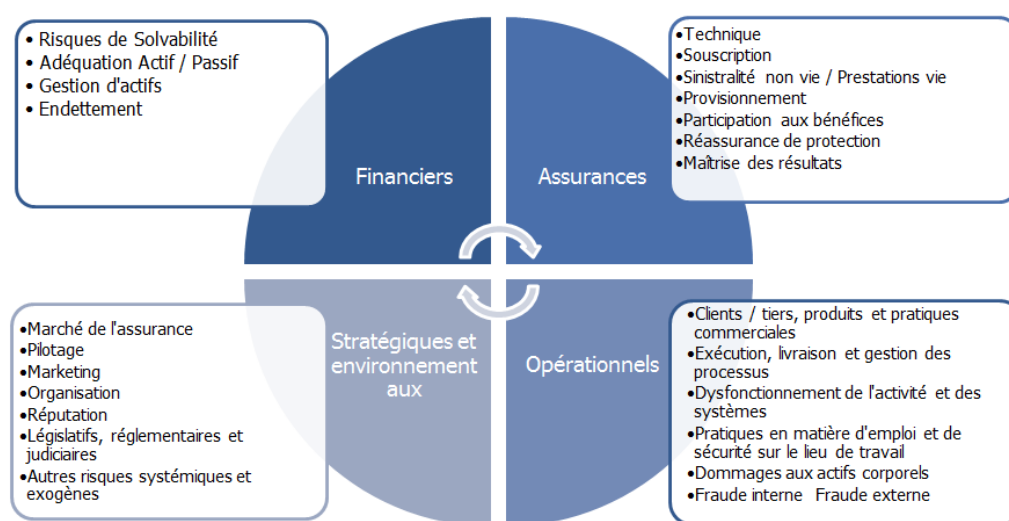 • Risques de Solvabilité
• Adéquation Actif / Passif
• Gestion d'actifs
• Endettement
Financiers
•Technique
•Souscription
•Sinistralité non vie / Prestations vie
•Provisionnement
•Participation aux bénéfices
•Réassurance de protection
•Maîtrise des résultats
Assurances
•Marché de l'assurance
•Pilotage
•Marketing
•Organisation
•Réputation
•Législatifs, réglementaires et
judiciaires
•Autres risques systémiques et
exogènes
Stratégiques et
environnement
aux
Opérationnels
•Clients / tiers, produits et pratiques
commerciales
•Exécution, livraison et gestion des
processus
•Dysfonctionnement de l'activité et des
systèmes
•Pratiques en matière d'emploi et de
sécurité sur le lieu de travail
•Dommages aux actifs corporels
•Fraude interne Fraude externe